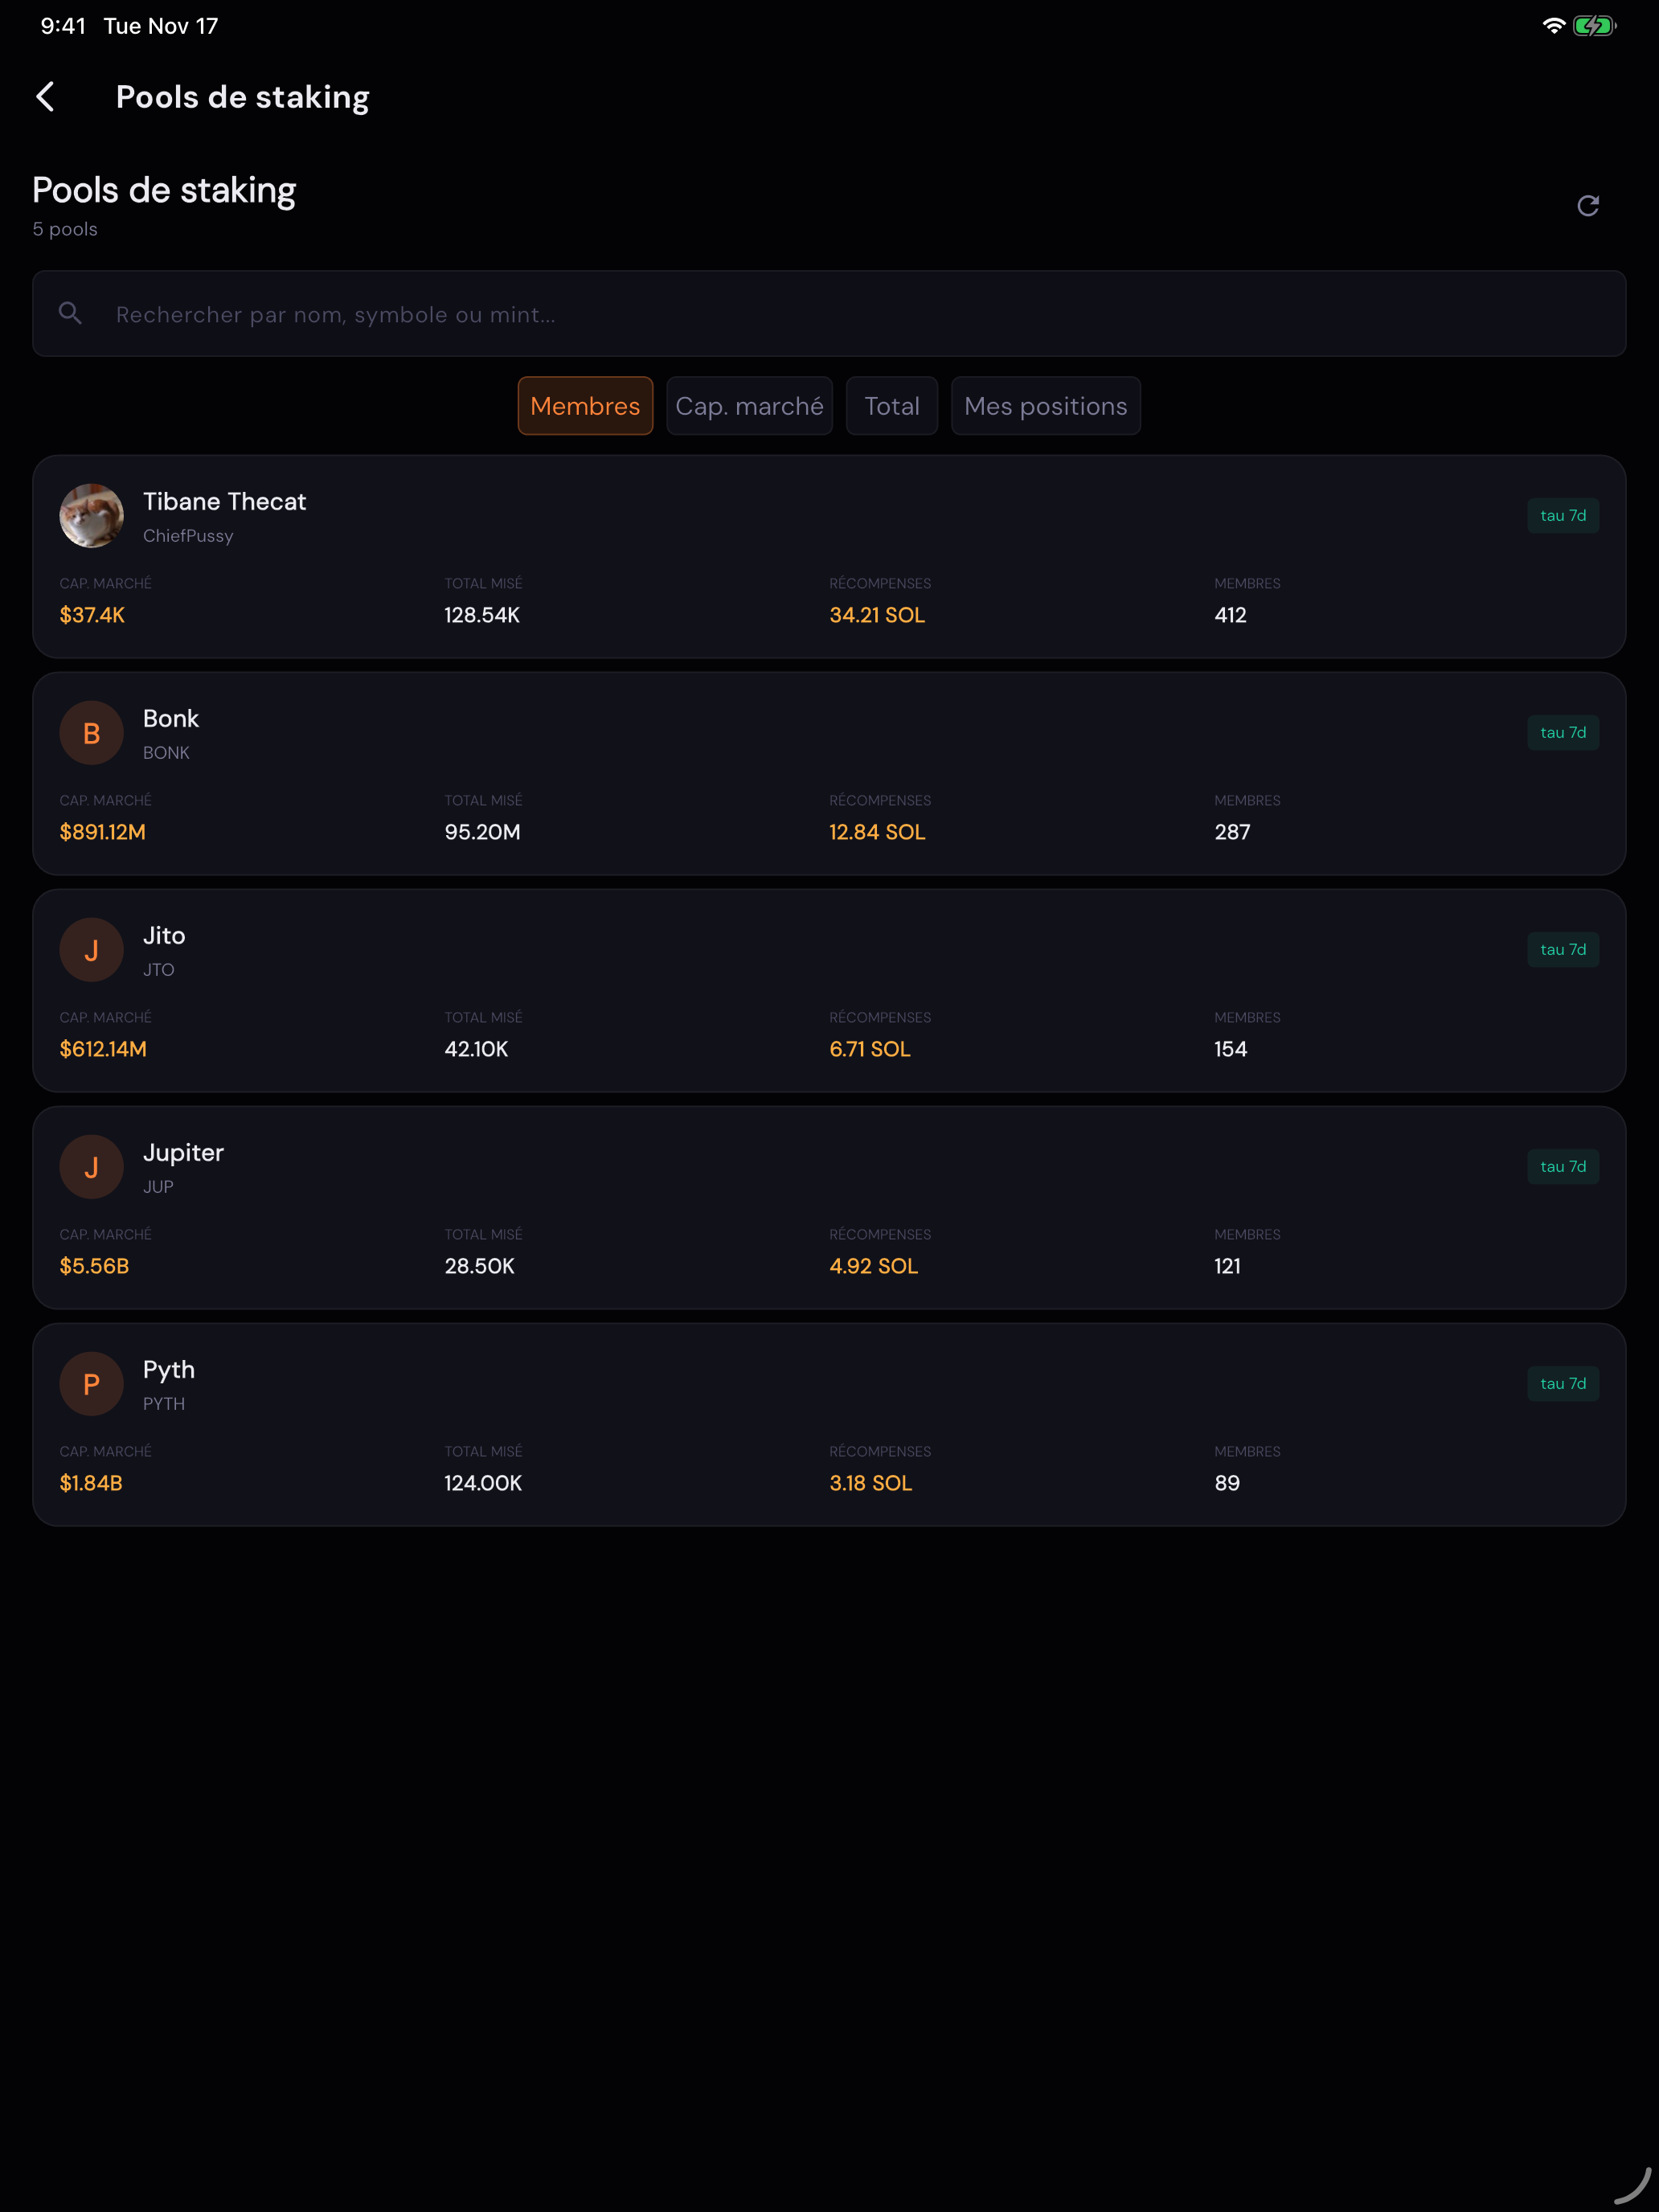 9:41 Tue Nov 17
Pools de staking
Pools de staking
5 pools
Rechercher par nom, symbole ou mint...
Membres Cap. marché Total Mes positions
Tibane Thecat
ChiefPussy
tau 7d
CAP. MARCHÉ TOTAL MISÉ RÉCOMPENSES MEMBRES
$37.4K 128.54K 34.21 SOL 412
B
Bonk
BONK
tau 7d
CAP. MARCHÉ TOTAL MISÉ RÉCOMPENSES MEMBRES
$891.12M 95.20M 12.84 SOL 287
J
Jito
JTO
tau 7d
CAP. MARCHÉ TOTAL MISÉ RÉCOMPENSES MEMBRES
$612.14M 42.10K 6.71 SOL 154
J
Jupiter
JUP
tau 7d
CAP. MARCHÉ TOTAL MISÉ RÉCOMPENSES MEMBRES
$5.56B 28.50K 4.92 SOL 121
P
Pyth
PYTH
tau 7d
CAP. MARCHÉ TOTAL MISÉ RÉCOMPENSES MEMBRES
$1.84B 124.00K 3.18 SOL 89